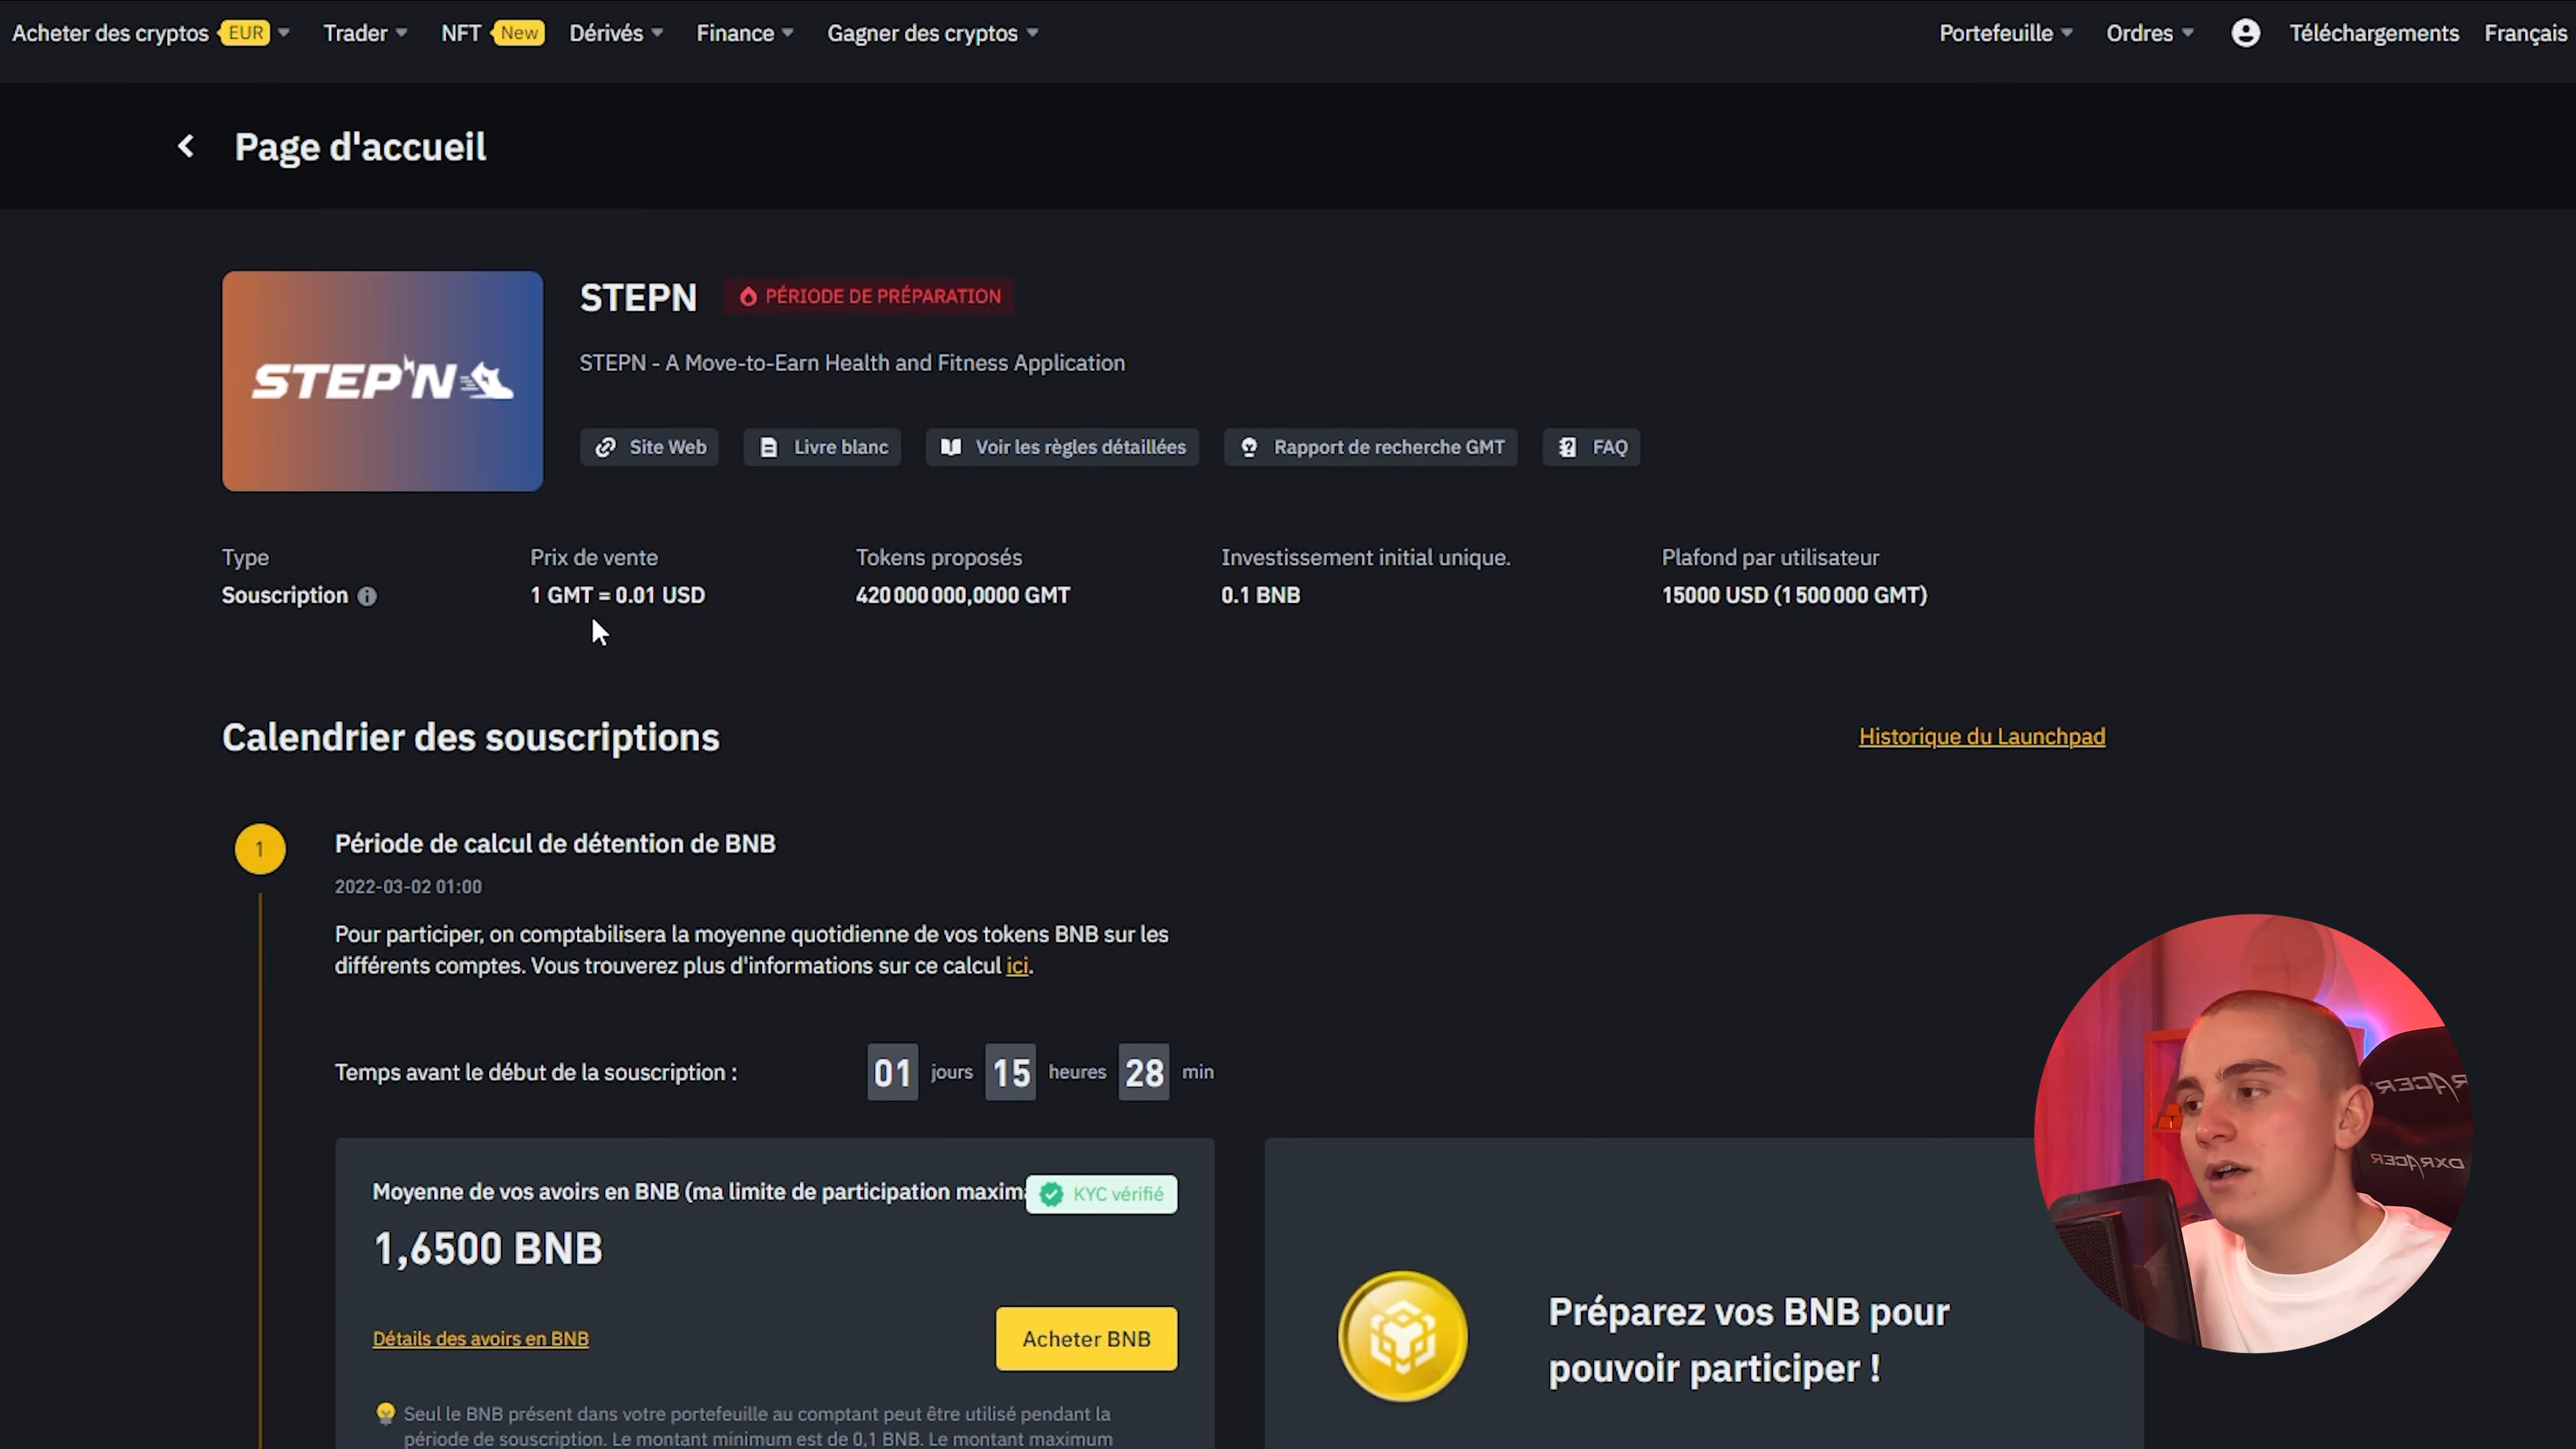 Acheter des cryptos EUR Trader NFT New Dérivés Finance Gagner des cryptos Portefeuille Ordres Téléchargements Français
Page d'accueil
STEP'N
STEPN PÉRIODE DE PRÉPARATION
STEPN - A Move-to-Earn Health and Fitness Application
Site Web Livre blanc Voir les règles détaillées Rapport de recherche GMT FAQ
Type Prix de vente Tokens proposés Investissement initial unique. Plafond par utilisateur
Souscription 1 GMT = 0.01 USD 420 000 000,0000 GMT 0.1 BNB 15000 USD (1 500 000 GMT)
Calendrier des souscriptions Historique du Launchpad
1 Période de calcul de détention de BNB
2022-03-02 01:00
Pour participer, on comptabilisera la moyenne quotidienne de vos tokens BNB sur les
différents comptes. Vous trouverez plus d'informations sur ce calcul ici.
Temps avant le début de la souscription : 01 jours 15 heures 28 min
Moyenne de vos avoirs en BNB (ma limite de participation maxim KYC vérifié
1,6500 BNB
Détails des avoirs en BNB Acheter BNB
Seul le BNB présent dans votre portefeuille au comptant peut être utilisé pendant la
période de souscription. Le montant minimum est de 0,1 BNB. Le montant maximum
Préparez vos BNB pour
pouvoir participer !
DXRACER